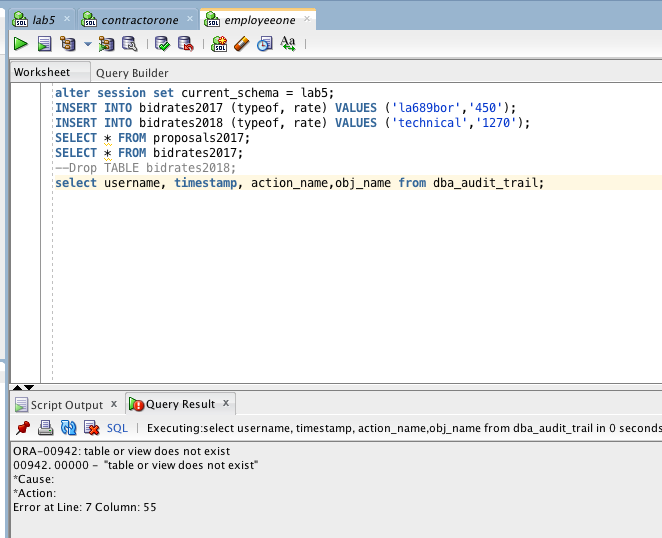 lab5 contractorone employeeone
Worksheet Query Builder
alter session set current_schema = lab5;
INSERT INTO bidrates2017 (typeof, rate) VALUES ('la689bor','450');
INSERT INTO bidrates2018 (typeof, rate) VALUES ('technical','1270');
SELECT * FROM proposals2017;
SELECT * FROM bidrates2017;
--Drop TABLE bidrates2018;
select username, timestamp, action_name,obj_name from dba_audit_trail;
Script Output x Query Result x
SQL | Executing:select username, timestamp, action_name,obj_name from dba_audit_trail in 0 seconds
ORA-00942: table or view does not exist
00942. 00000 - "table or view does not exist"
*Cause:
*Action:
Error at Line: 7 Column: 55